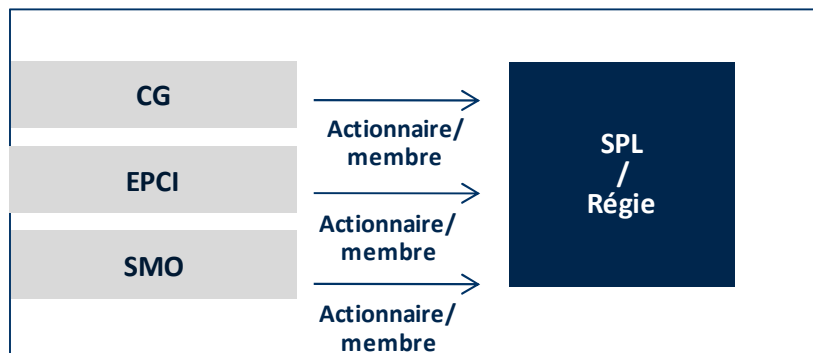 CG
Actionnaire/
membre
EPCI
Actionnaire/
membre
SMO
Actionnaire/
membre
SPL
/
Régie